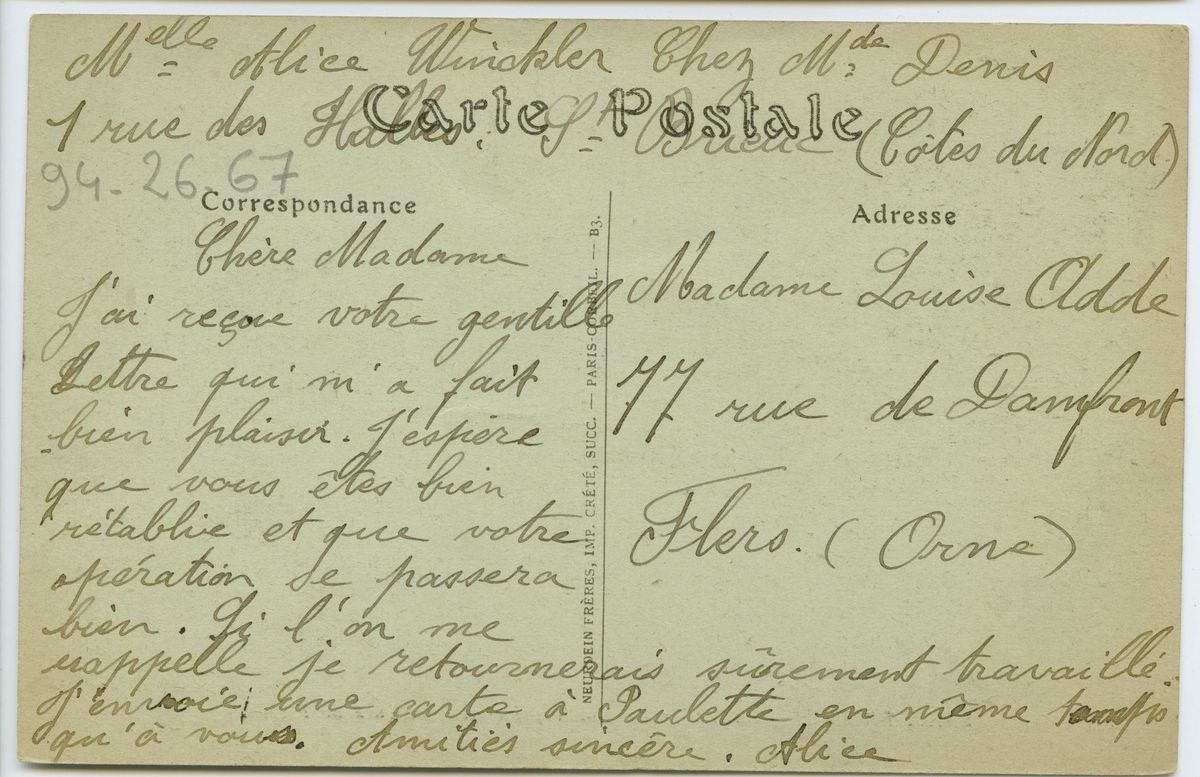 Melle Alice Winckler Chez Mde Denis
Carte Postale
1 rue des Halles. St Brieuc (Côtes du Nord)
94-26-67
Correspondance
Chère Madame
J'ai reçue votre gentille
Lettre qui m'a fait
bien plaisir. J'espère
que vous êtes bien
rétablie et que votre
opération se passera
bien. Si l'on me
rappelle je retournerais sûrement travaillé.
J'envoie une carte à Paulette en même temps
qu'à vous. Amitiés sincère. Alice
NEURDEIN FRÈRES, IMP. CRÉTÉ, SUCC. — PARIS-CORBEIL. — B3.
Adresse
Madame Louise Adde
77 rue de Damfront
Flers. (Orne)